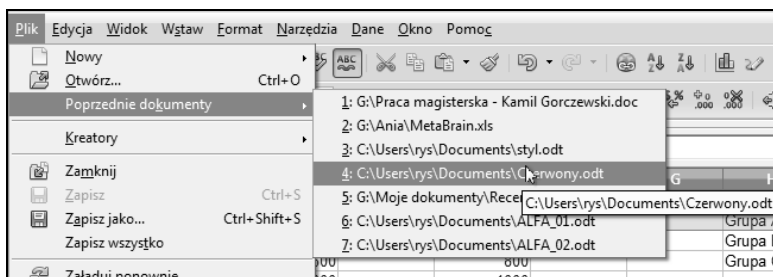 Plik Edycja Widok Wstaw Format Narzędzia Dane Okno Pomoc
Nowy
Otwórz... Ctrl+O
Poprzednie dokumenty
Kreatory
Zamknij
Zapisz Ctrl+S
Zapisz jako... Ctrl+Shift+S
Zapisz wszystko
Załaduj ponownie
ABC
1: G:\Praca magisterska - Kamil Gorczewski.doc
2: G:\Ania\MetaBrain.xls
3: C:\Users\rys\Documents\styl.odt
4: C:\Users\rys\Documents\Czerwony.odt
5: G:\Moje dokumenty\Rece
6: C:\Users\rys\Documents\ALFA_01.odt
7: C:\Users\rys\Documents\ALFA_02.odt
C:\Users\rys\Documents\Czerwony.odt
G
Grupa
Grupa
Grupa
800